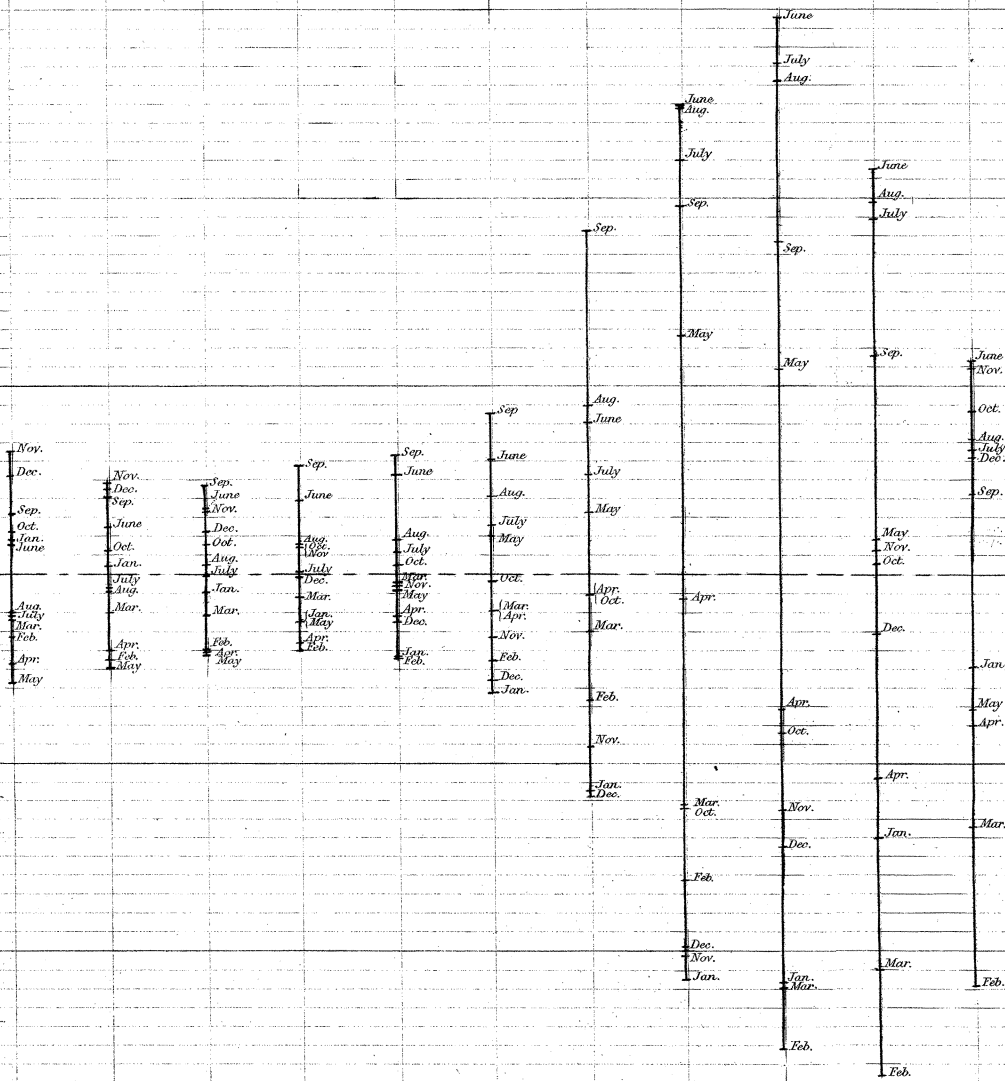 Nov.
Dec.
Sep.
Oct.
Jan.
June
Aug.
July
Mar.
Feb.
Apr.
May
Nov.
Dec.
Sep.
June
Oct.
Jan.
July
Aug.
Mar.
Apr.
Feb.
May
Sep.
June
Nov.
Dec.
Oct.
Aug.
July
Jan.
Mar.
Feb.
Apr.
May
Sep.
June
Aug.
Oct.
Nov
July
Dec.
Mar.
Jan.
May
Apr.
Feb.
Sep.
June
Aug.
July
Oct.
Mar.
Nov.
May
Apr.
Dec.
Jan.
Feb.
Sep
June
Aug.
July
May
Oct.
Mar.
Apr.
Nov.
Feb.
Dec.
Jan.
Sep.
Aug.
June
July
May
Apr.
Oct.
Mar.
Feb.
Nov.
Jan.
Dec.
June
Aug.
July
Sep.
May
Apr.
Mar.
Oct.
Feb.
Dec.
Nov.
Jan.
June
July
Aug.
Sep.
May
Apr.
Oct.
Nov.
Dec.
Jan.
Mar.
Feb.
June
Aug.
July
Sep.
May
Nov.
Oct.
Dec.
Apr.
Jan.
Mar.
Feb.
June
Nov.
Oct.
Aug.
July
Dec.
Sep.
Jan
May
Apr.
Mar.
Feb.